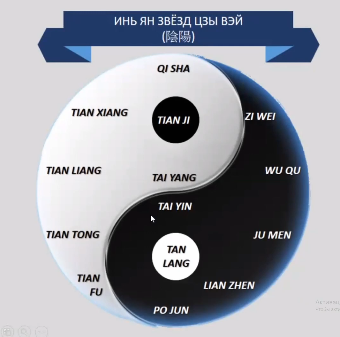 ИНЬ ЯН ЗВЁЗД ЦЗЫ ВЭЙ
(陰陽)
QI SHA
TIAN XIANG
TIAN JI
ZI WEI
TIAN LIANG
WU QU
TAI YANG
TAI YIN
TIAN TONG
JU MEN
TAN
LANG
TIAN
FU
LIAN ZHEN
PO JUN